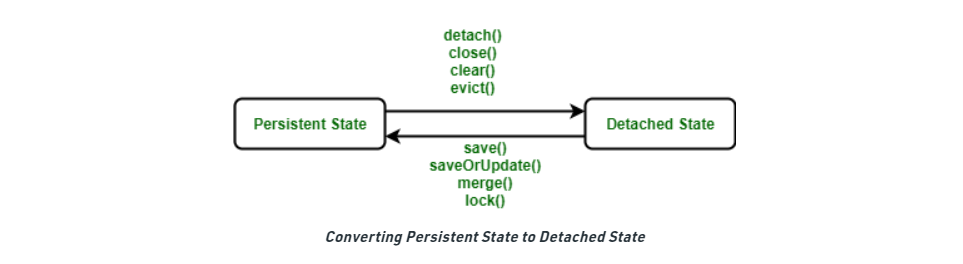 detach()
close()
clear()
evict()
Persistent State
Detached State
save()
saveOrUpdate()
merge()
lock()
Converting Persistent State to Detached State